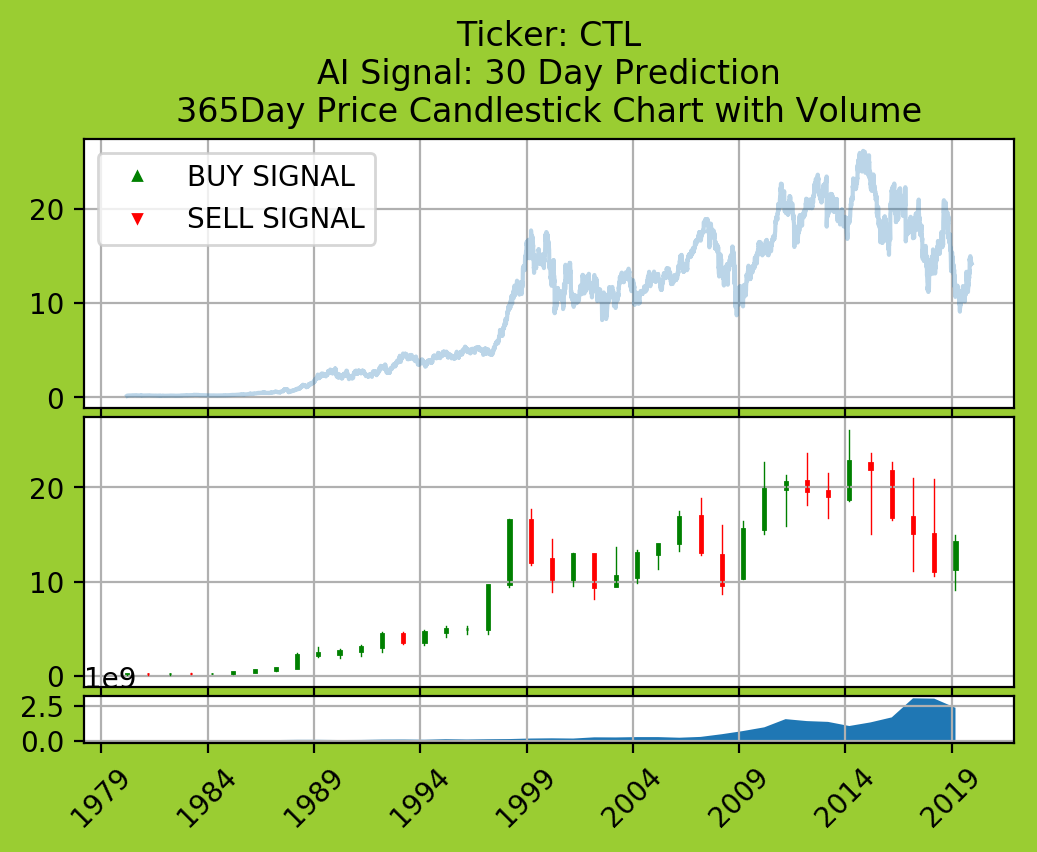 Ticker: CTL
AI Signal: 30 Day Prediction
365Day Price Candlestick Chart with Volume
BUY SIGNAL
SELL SIGNAL
20
10
0
20
10
0
1e9
2.5
0.0
1979 1984 1989 1994 1999 2004 2009 2014 2019